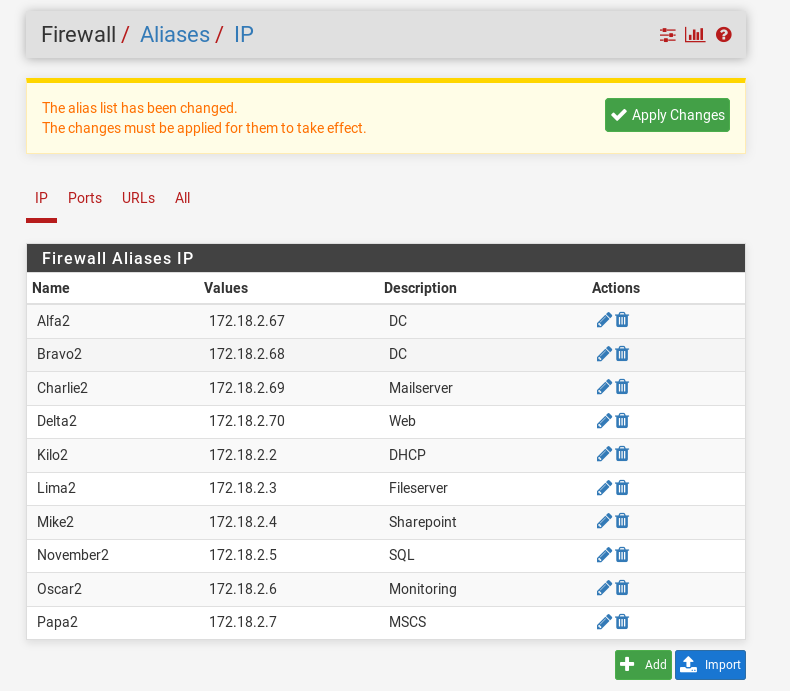 Firewall / Aliases / IP
The alias list has been changed.
The changes must be applied for them to take effect.
Apply Changes
IP Ports URLs All
Firewall Aliases IP
Name Values Description Actions
Alfa2 172.18.2.67 DC
Bravo2 172.18.2.68 DC
Charlie2 172.18.2.69 Mailserver
Delta2 172.18.2.70 Web
Kilo2 172.18.2.2 DHCP
Lima2 172.18.2.3 Fileserver
Mike2 172.18.2.4 Sharepoint
November2 172.18.2.5 SQL
Oscar2 172.18.2.6 Monitoring
Papa2 172.18.2.7 MSCS
Add Import